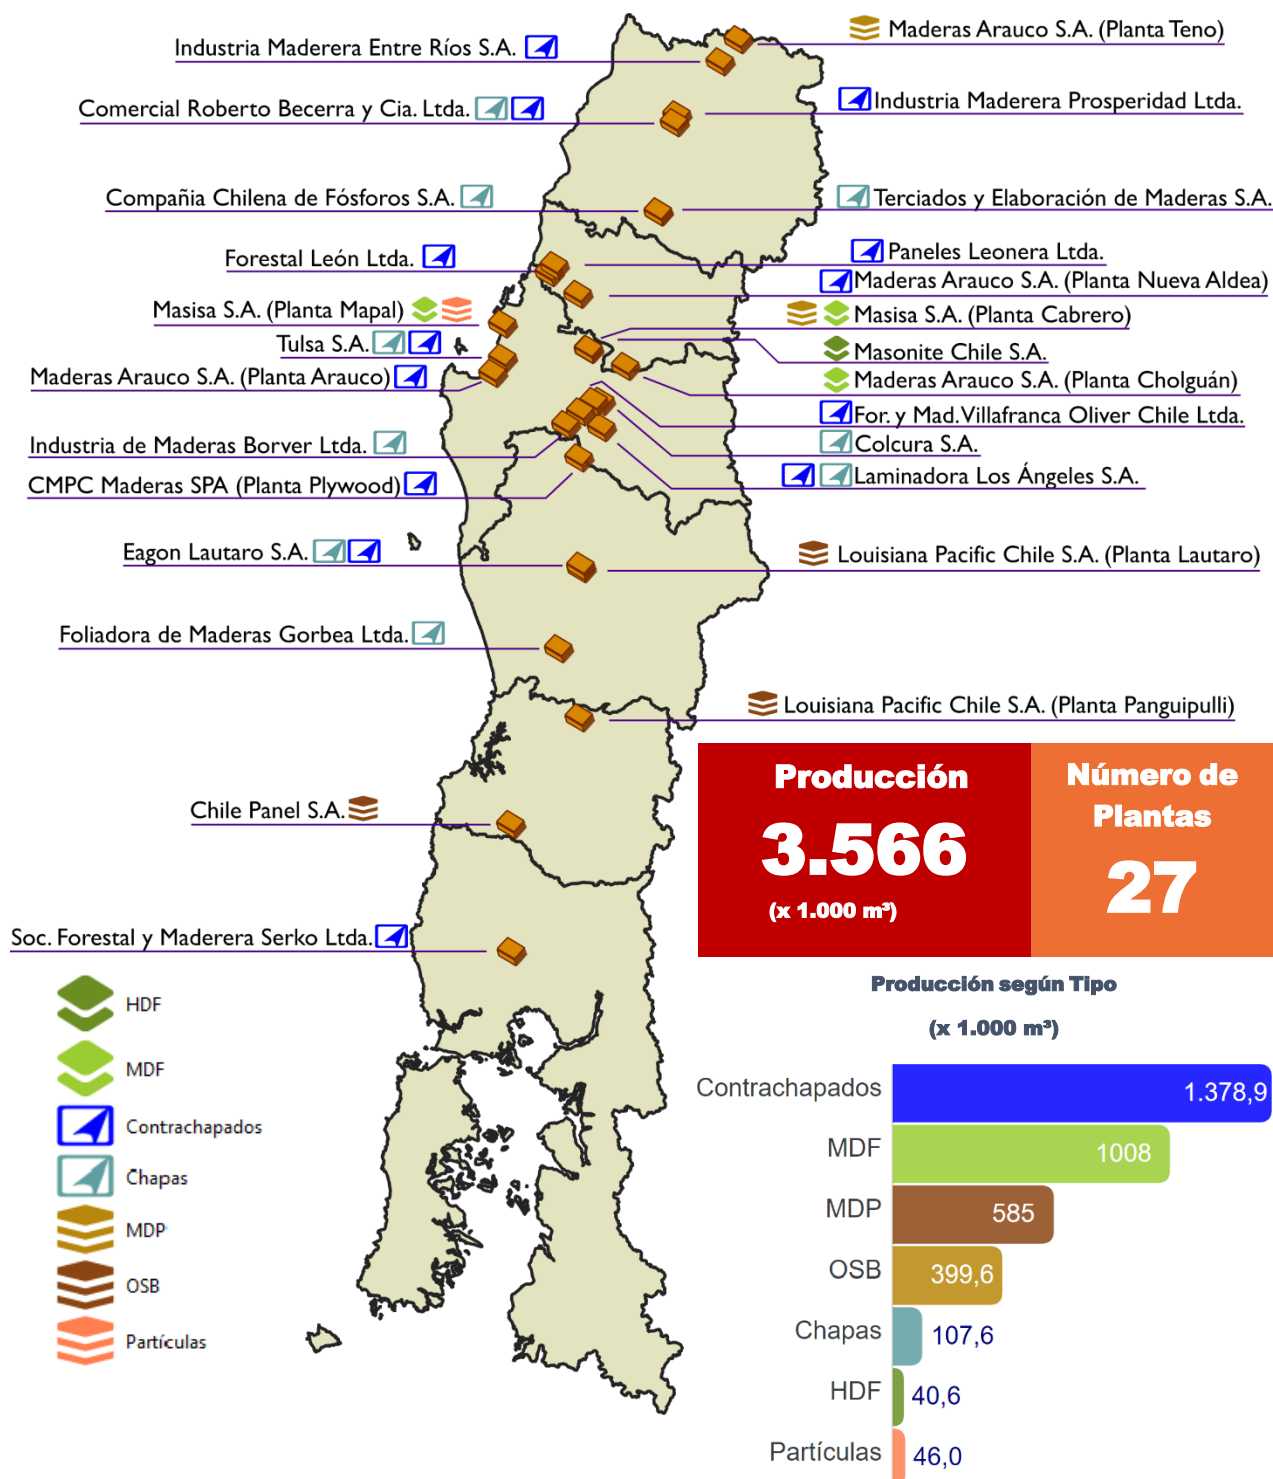 Industria Maderera Entre Ríos S.A.
Maderas Arauco S.A. (Planta Teno)
Comercial Roberto Becerra y Cia. Ltda.
Industria Maderera Prosperidad Ltda.
Compañia Chilena de Fósforos S.A.
Terciados y Elaboración de Maderas S.A.
Forestal León Ltda.
Paneles Leonera Ltda.
Maderas Arauco S.A. (Planta Nueva Aldea)
Masisa S.A. (Planta Mapal)
Masisa S.A. (Planta Cabrero)
Tulsa S.A.
Masonite Chile S.A.
Maderas Arauco S.A. (Planta Arauco)
Maderas Arauco S.A. (Planta Cholguán)
For. y Mad. Villafranca Oliver Chile Ltda.
Industria de Maderas Borver Ltda.
Colcura S.A.
CMPC Maderas SPA (Planta Plywood)
Laminadora Los Ángeles S.A.
Eagon Lautaro S.A.
Louisiana Pacific Chile S.A. (Planta Lautaro)
Foliadora de Maderas Gorbea Ltda.
Louisiana Pacific Chile S.A. (Planta Panguipulli)
Chile Panel S.A.
Soc. Forestal y Maderera Serko Ltda.
Producción
3.566
(x 1.000 m³)
Número de
Plantas
27
HDF
MDF
Contrachapados
Chapas
MDP
OSB
Partículas
Producción según Tipo
(x 1.000 m³)
Contrachapados 1.378,9
MDF 1008
MDP 585
OSB 399,6
Chapas 107,6
HDF 40,6
Partículas 46,0